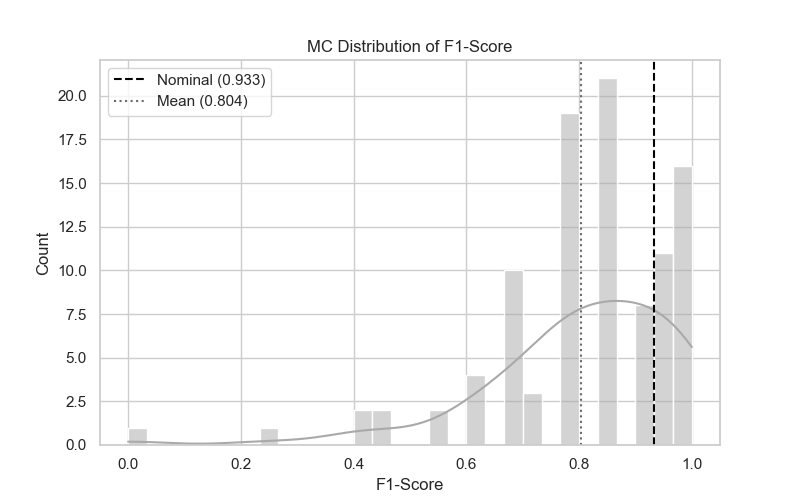 MC Distribution of F1-Score
Nominal (0.933)
Mean (0.804)
20.0
17.5
15.0
12.5
10.0
7.5
5.0
2.5
0.0
Count
0.0 0.2 0.4 0.6 0.8 1.0
F1-Score